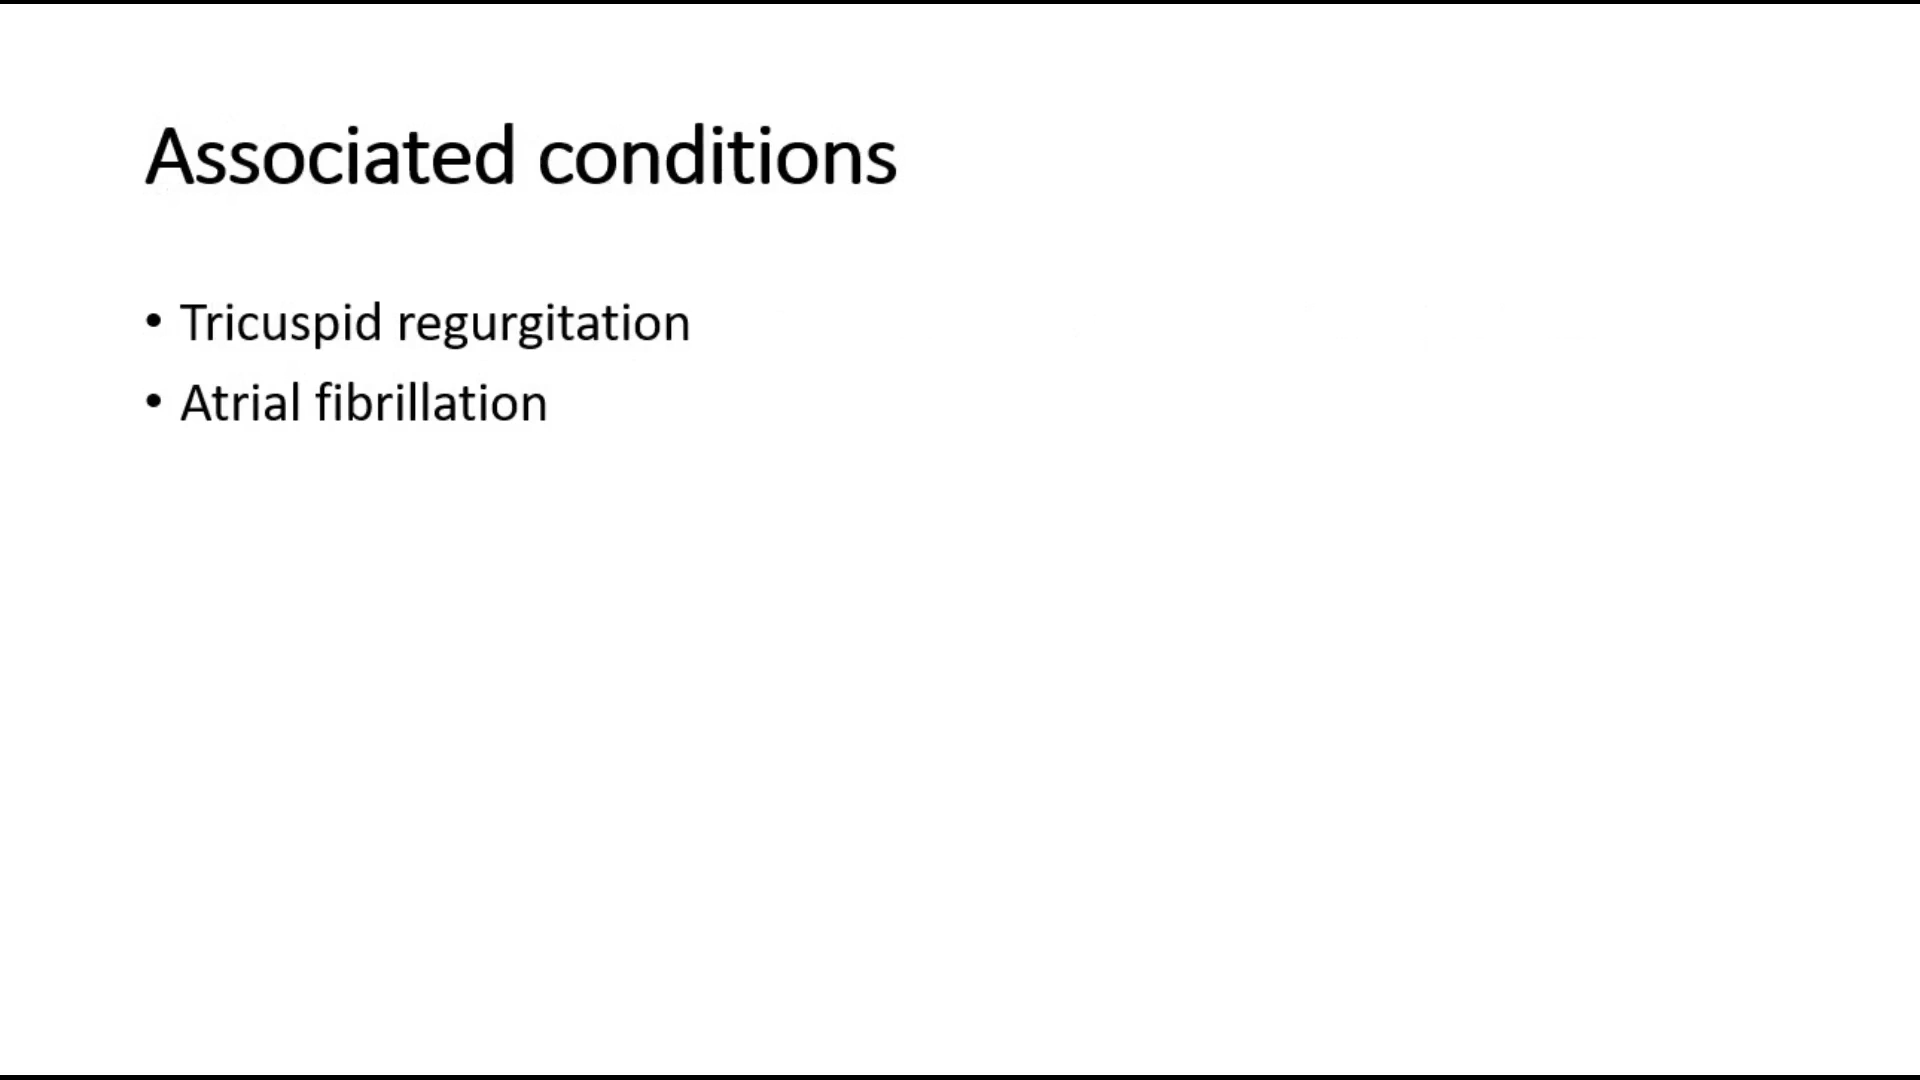 Associated conditions
• Tricuspid regurgitation
• Atrial fibrillation